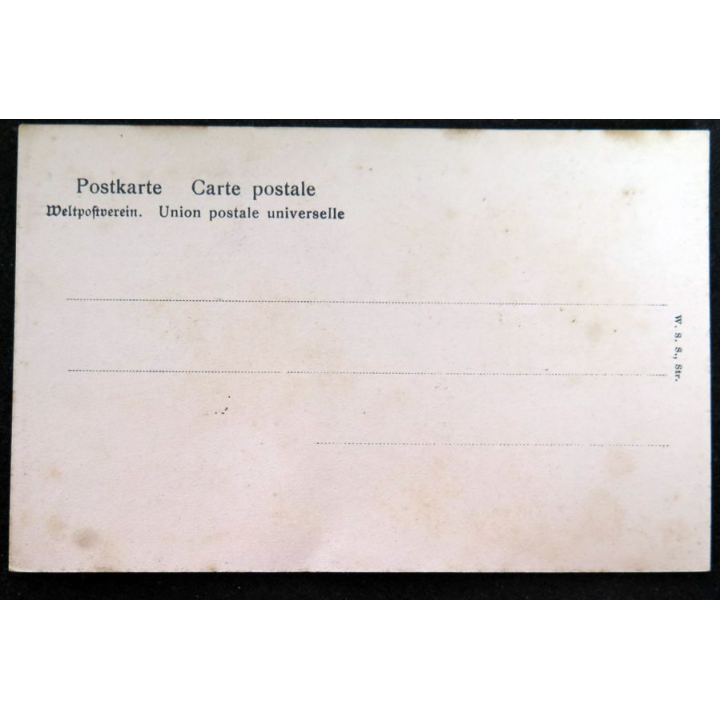 Postkarte Carte postale
Weltpostverein. Union postale universelle
W. S. S., Str.